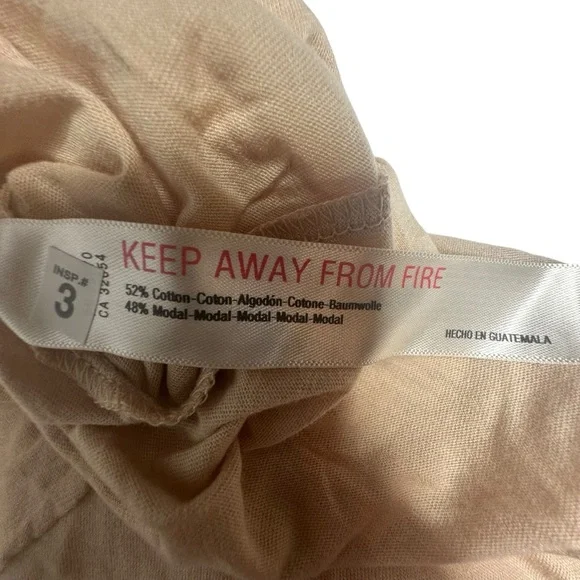 INSP.#
3
CA 32054
KEEP AWAY FROM FIRE
52% Cotton-Coton-Algodón-Cotone-Baumwolle
48% Modal-Modal-Modal-Modal-Modal
HECHO EN GUATEMALA